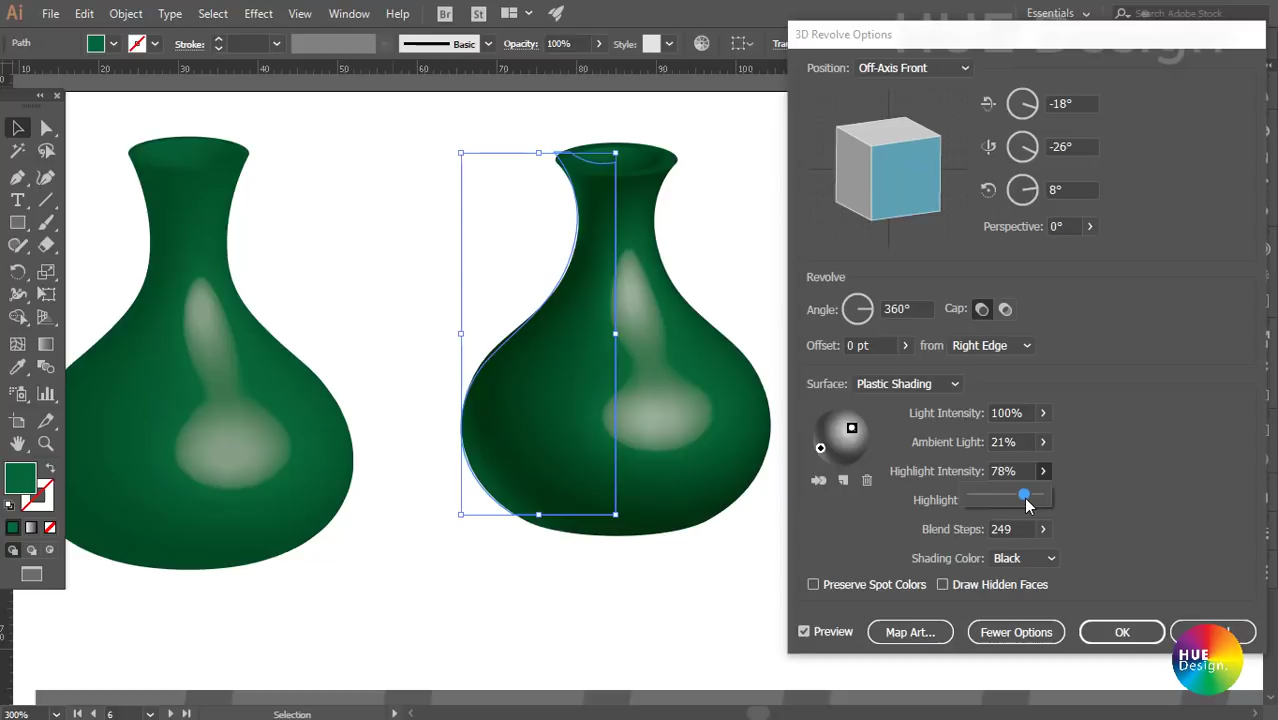 Ai File Edit Object Type Select Effect View Window Help Br St Essentials Search Adobe Stock
HUE Design
Path Stroke: Basic Opacity: 100% Style:
3D Revolve Options
10 20 30 40 50 60 70 80 90 100
Position: Off-Axis Front
-18°
-26°
8°
Perspective: 0°
Revolve
Angle: 360° Cap:
Offset: 0 pt from Right Edge
Surface: Plastic Shading
Light Intensity: 100%
Ambient Light: 21%
Highlight Intensity: 78%
Highlight
Blend Steps: 249
Shading Color: Black
Preserve Spot Colors Draw Hidden Faces
Preview Map Art... Fewer Options OK
HUE
Design.
300% 6 Selection